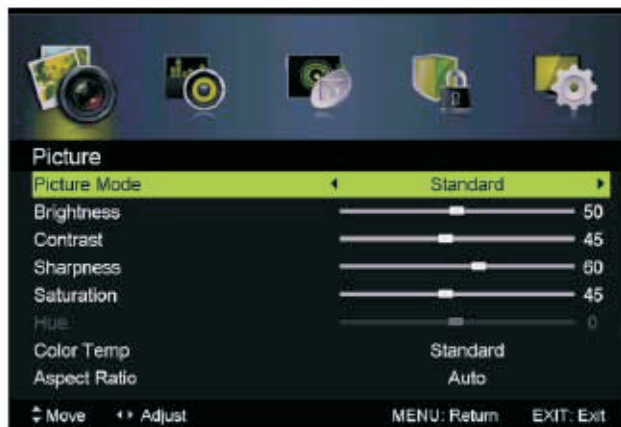 Picture
Picture Mode Standard
Brightness 50
Contrast 45
Sharpness 60
Saturation 45
Hue 0
Color Temp Standard
Aspect Ratio Auto
Move Adjust MENU: Return EXIT: Exit